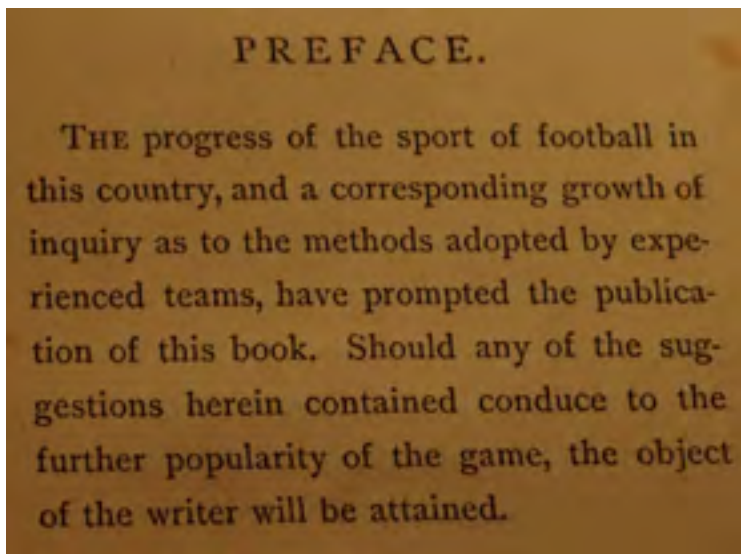 PREFACE.
THE progress of the sport of football in
this country, and a corresponding growth of
inquiry as to the methods adopted by expe-
rienced teams, have prompted the publica-
tion of this book. Should any of the sug-
gestions herein contained conduce to the
further popularity of the game, the object
of the writer will be attained.